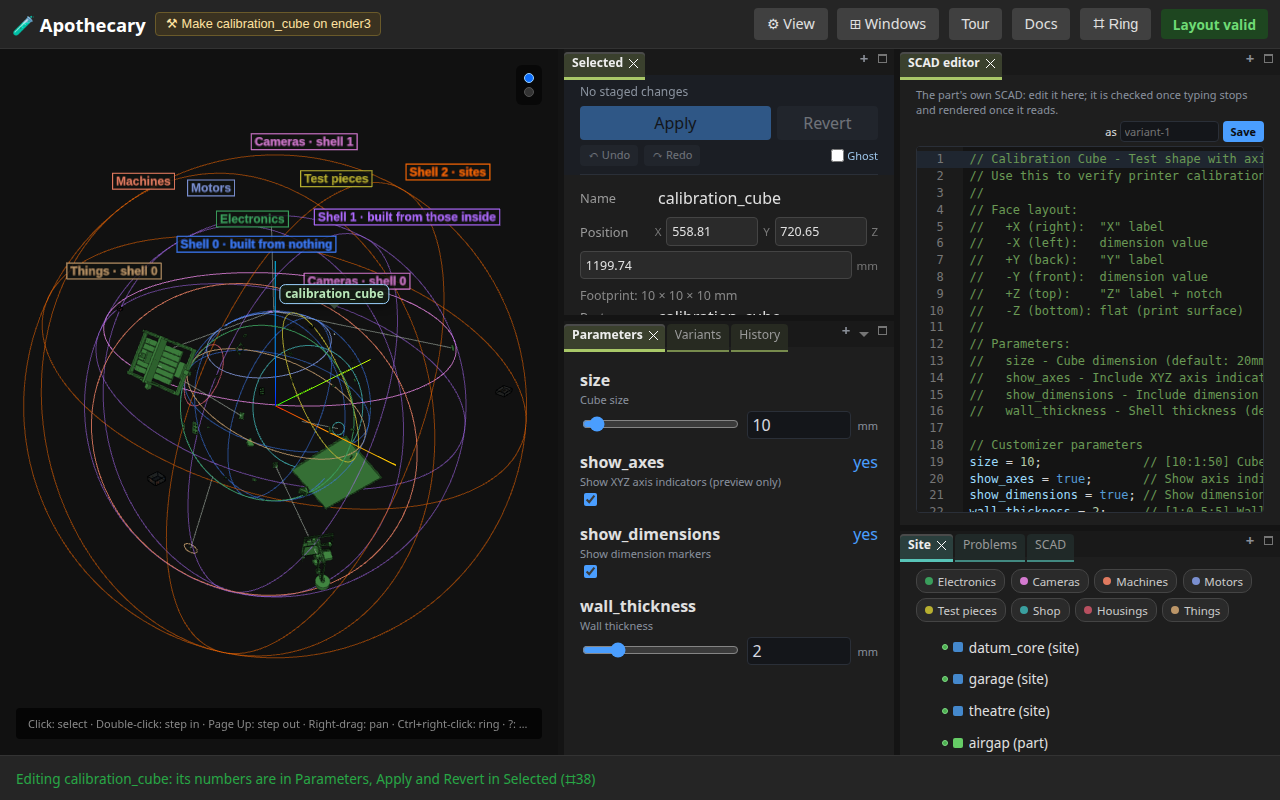 Apothecary
Make calibration_cube on ender3
View
Windows
Tour
Docs
Ring
Layout valid
Cameras · shell 1
Machines
Motors
Test pieces
Shell 2 · sites
Electronics
Shell 1 · built from those inside
Shell 0 · built from nothing
Things · shell 0
Cameras · shell 0
calibration_cube
Click: select · Double-click: step in · Page Up: step out · Right-drag: pan · Ctrl+right-click: ring · ?: ...
Selected
No staged changes
Apply
Revert
Undo
Redo
Ghost
Name calibration_cube
Position X 558.81 Y 720.65 Z
1199.74 mm
Footprint: 10 × 10 × 10 mm
Parameters
Variants
History
size
Cube size
10 mm
show_axes yes
Show XYZ axis indicators (preview only)
show_dimensions yes
Show dimension markers
wall_thickness
Wall thickness
2 mm
SCAD editor
The part's own SCAD: edit it here; it is checked once typing stops
and rendered once it reads.
as variant-1 Save
1 // Calibration Cube - Test shape with axi
2 // Use this to verify printer calibration
3 //
4 // Face layout:
5 //   +X (right):  "X" label
6 //   -X (left):   dimension value
7 //   +Y (back):   "Y" label
8 //   -Y (front):  dimension value
9 //   +Z (top):    "Z" label + notch
10 //   -Z (bottom): flat (print surface)
11 //
12 // Parameters:
13 //   size - Cube dimension (default: 20mm
14 //   show_axes - Include XYZ axis indicat
15 //   show_dimensions - Include dimension
16 //   wall_thickness - Shell thickness (de
17
18 // Customizer parameters
19 size = 10;              // [10:1:50] Cube
20 show_axes = true;       // Show axis indi
21 show_dimensions = true; // Show dimension
22 wall_thickness = 2;     // [1:0.5:5] Wall
Site
Problems
SCAD
Electronics
Cameras
Machines
Motors
Test pieces
Shop
Housings
Things
datum_core (site)
garage (site)
theatre (site)
airgap (part)
Editing calibration_cube: its numbers are in Parameters, Apply and Revert in Selected (⌗38)